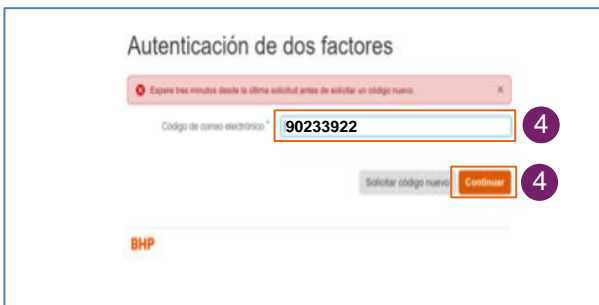 Autenticación de dos factores
Espere tres minutos desde la última solicitud antes de solicitar un código nuevo. X
Código de correo electrónico * 90233922 4
Solicitar código nuevo Continuar 4
BHP